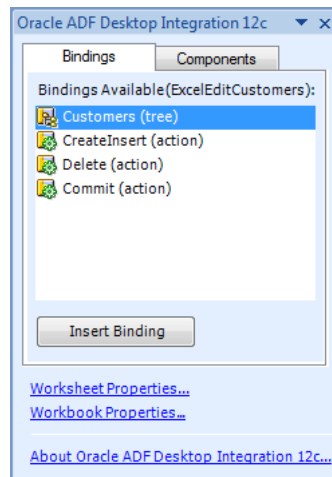 Oracle ADF Desktop Integration 12c
Bindings
Components
Bindings Available(ExcelEditCustomers):
Customers (tree)
CreateInsert (action)
Delete (action)
Commit (action)
Insert Binding
Worksheet Properties...
Workbook Properties...
About Oracle ADF Desktop Integration 12c...